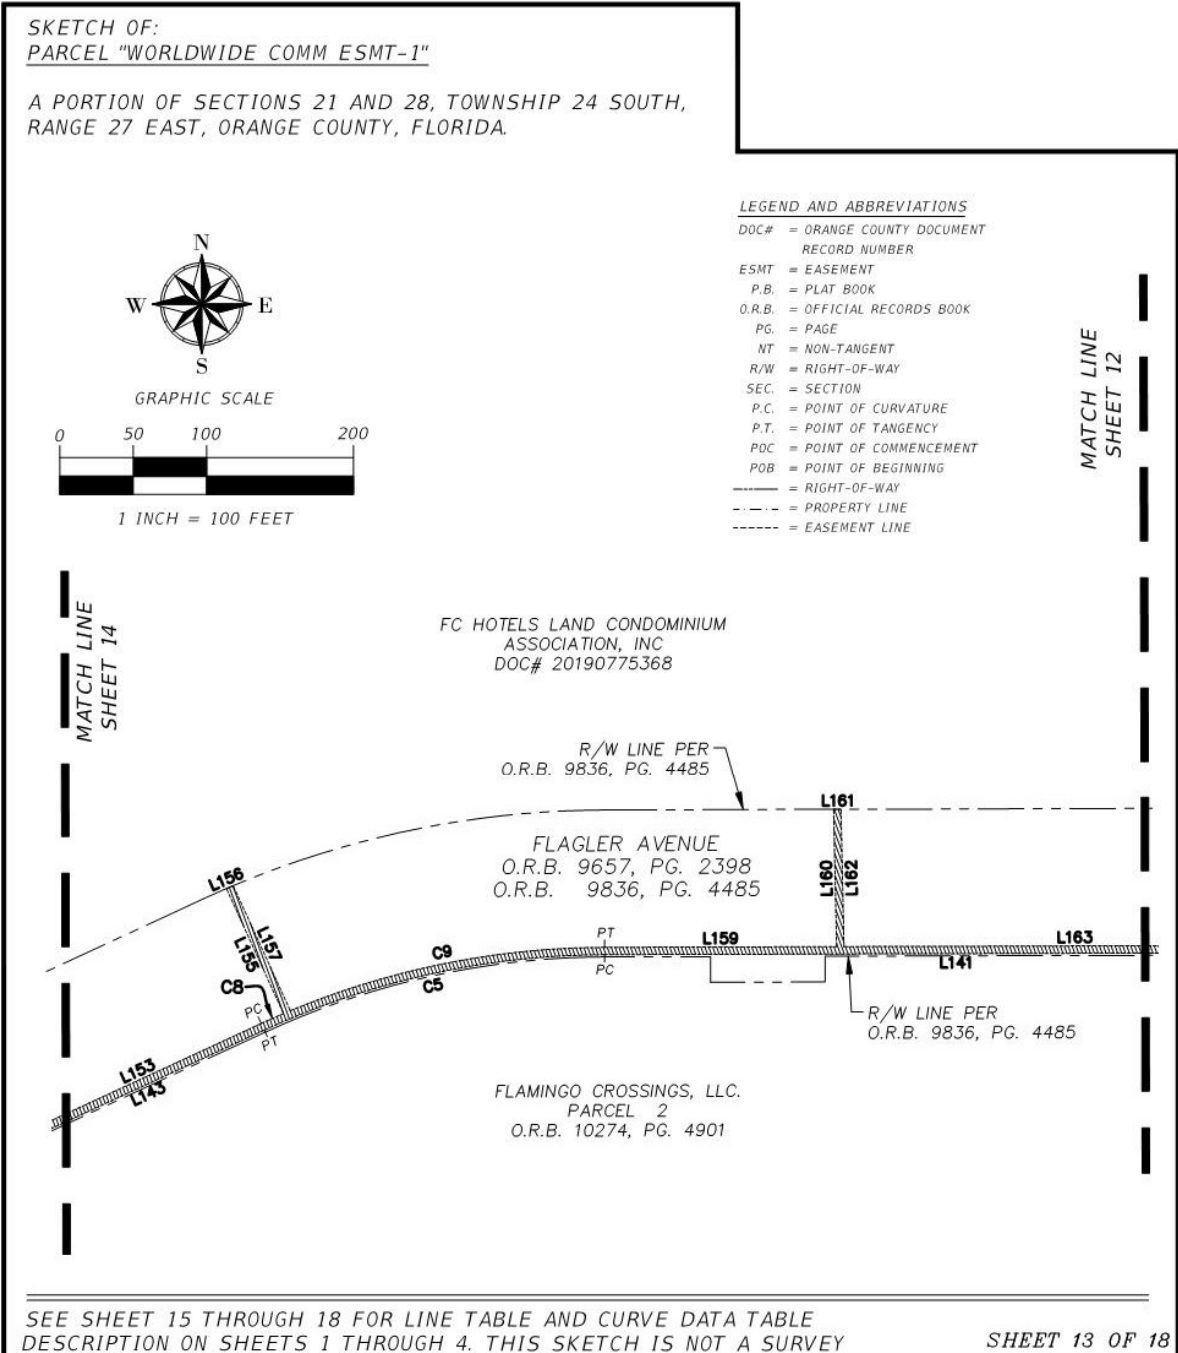 SKETCH OF:
PARCEL "WORLDWIDE COMM ESMT-1"
A PORTION OF SECTIONS 21 AND 28, TOWNSHIP 24 SOUTH,
RANGE 27 EAST, ORANGE COUNTY, FLORIDA.
LEGEND AND ABBREVIATIONS
DOC# = ORANGE COUNTY DOCUMENT
RECORD NUMBER
ESMT = EASEMENT
P.B. = PLAT BOOK
O.R.B. = OFFICIAL RECORDS BOOK
PG. = PAGE
NT = NON-TANGENT
R/W = RIGHT-OF-WAY
SEC. = SECTION
P.C. = POINT OF CURVATURE
P.T. = POINT OF TANGENCY
POC = POINT OF COMMENCEMENT
POB = POINT OF BEGINNING
= RIGHT-OF-WAY
= PROPERTY LINE
= EASEMENT LINE
N
W E
S
GRAPHIC SCALE
0 50 100 200
1 INCH = 100 FEET
MATCH LINE
SHEET 12
MATCH LINE
SHEET 14
FC HOTELS LAND CONDOMINIUM
ASSOCIATION, INC
DOC# 20190775368
R/W LINE PER
O.R.B. 9836, PG. 4485
L161
FLAGLER AVENUE
O.R.B. 9657, PG. 2398
O.R.B. 9836, PG. 4485
L160
L162
L156
L155
L157
C8
PC
PT
C9
C5
PT
PC
L159
L163
L141
R/W LINE PER
O.R.B. 9836, PG. 4485
L153
L143
FLAMINGO CROSSINGS, LLC.
PARCEL 2
O.R.B. 10274, PG. 4901
SEE SHEET 15 THROUGH 18 FOR LINE TABLE AND CURVE DATA TABLE
DESCRIPTION ON SHEETS 1 THROUGH 4. THIS SKETCH IS NOT A SURVEY
SHEET 13 OF 18